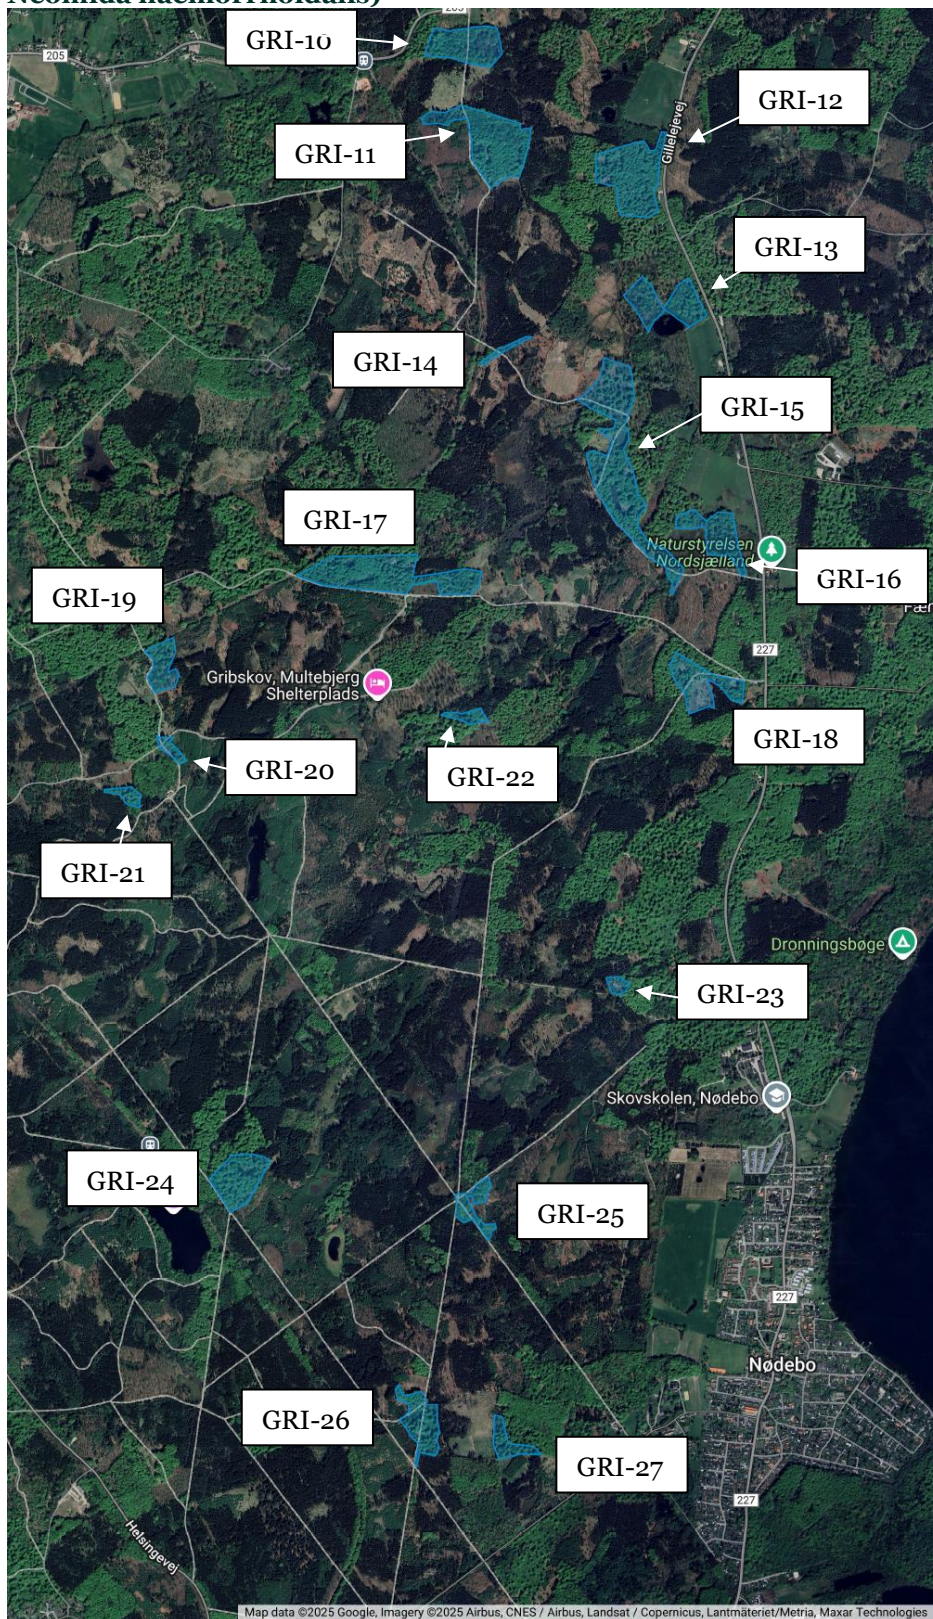 205
203
GRI-10
GRI-12
Gillelejevej
GRI-11
GRI-13
GRI-14
GRI-15
GRI-17
Naturstyrelsen
Nordsjælland
GRI-16
GRI-19
227
Gribskov, Multebjerg
Shelterplads
GRI-18
GRI-20
GRI-22
GRI-21
Dronningsbøge
GRI-23
Skovskolen, Nødebo
GRI-24
GRI-25
227
Nødebo
GRI-26
GRI-27
227
Helsingevej
Map data ©2025 Google, Imagery ©2025 Airbus, CNES / Airbus, Landsat / Copernicus, Lantmäteriet/Metria, Maxar Technologies